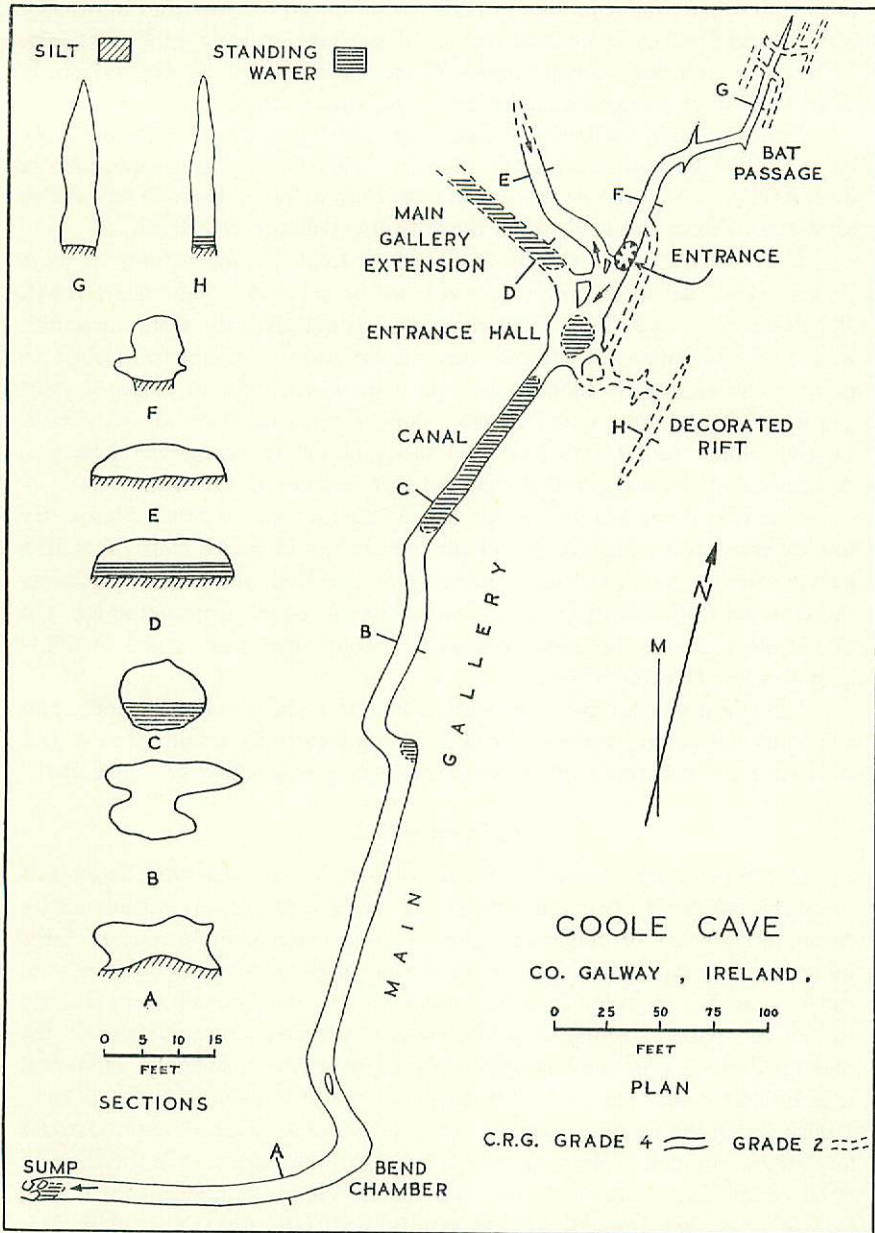 SILT
STANDING
WATER
G
H
F
E
D
C
B
A
0 5 10 15
FEET
SECTIONS
G
BAT
PASSAGE
E
F
MAIN
GALLERY
EXTENSION
D
ENTRANCE
ENTRANCE HALL
H
DECORATED
RIFT
CANAL
C
B
MAIN GALLERY
N
M
COOLE CAVE
CO. GALWAY , IRELAND .
0 25 50 75 100
FEET
PLAN
C.R.G. GRADE 4 GRADE 2
A
BEND
CHAMBER
SUMP